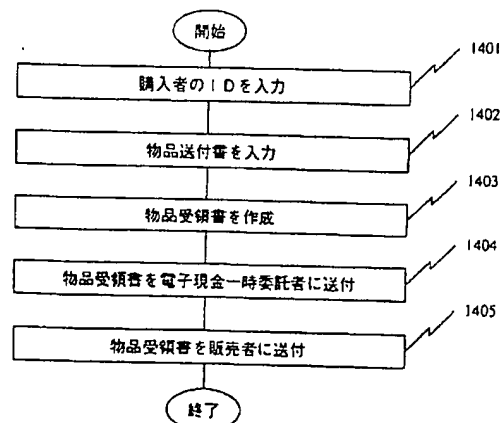 開始
1401
購入者のIDを入力
1402
物品送付書を入力
1403
物品受領書を作成
1404
物品受領書を電子現金一時委託者に送付
1405
物品受領書を販売者に送付
終了